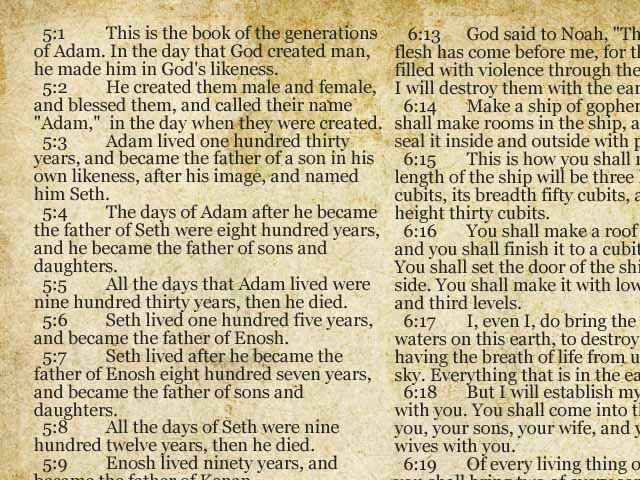 5:1 This is the book of the generations
of Adam. In the day that God created man,
he made him in God's likeness.
5:2 He created them male and female,
and blessed them, and called their name
"Adam," in the day when they were created.
5:3 Adam lived one hundred thirty
years, and became the father of a son in his
own likeness, after his image, and named
him Seth.
5:4 The days of Adam after he became
the father of Seth were eight hundred years,
and he became the father of sons and
daughters.
5:5 All the days that Adam lived were
nine hundred thirty years, then he died.
5:6 Seth lived one hundred five years,
and became the father of Enosh.
5:7 Seth lived after he became the
father of Enosh eight hundred seven years,
and became the father of sons and
daughters.
5:8 All the days of Seth were nine
hundred twelve years, then he died.
5:9 Enosh lived ninety years, and
became the father of Kenan.
6:13 God said to Noah, "Th
flesh has come before me, for th
filled with violence through the
I will destroy them with the ear
6:14 Make a ship of gopher
shall make rooms in the ship, a
seal it inside and outside with p
6:15 This is how you shall
length of the ship will be three
cubits, its breadth fifty cubits, a
height thirty cubits.
6:16 You shall make a roof
and you shall finish it to a cubit
You shall set the door of the shi
side. You shall make it with low
and third levels.
6:17 I, even I, do bring the
waters on this earth, to destroy
having the breath of life from u
sky. Everything that is in the ea
6:18 But I will establish my
with you. You shall come into th
you, your sons, your wife, and y
wives with you.
6:19 Of every living thing o